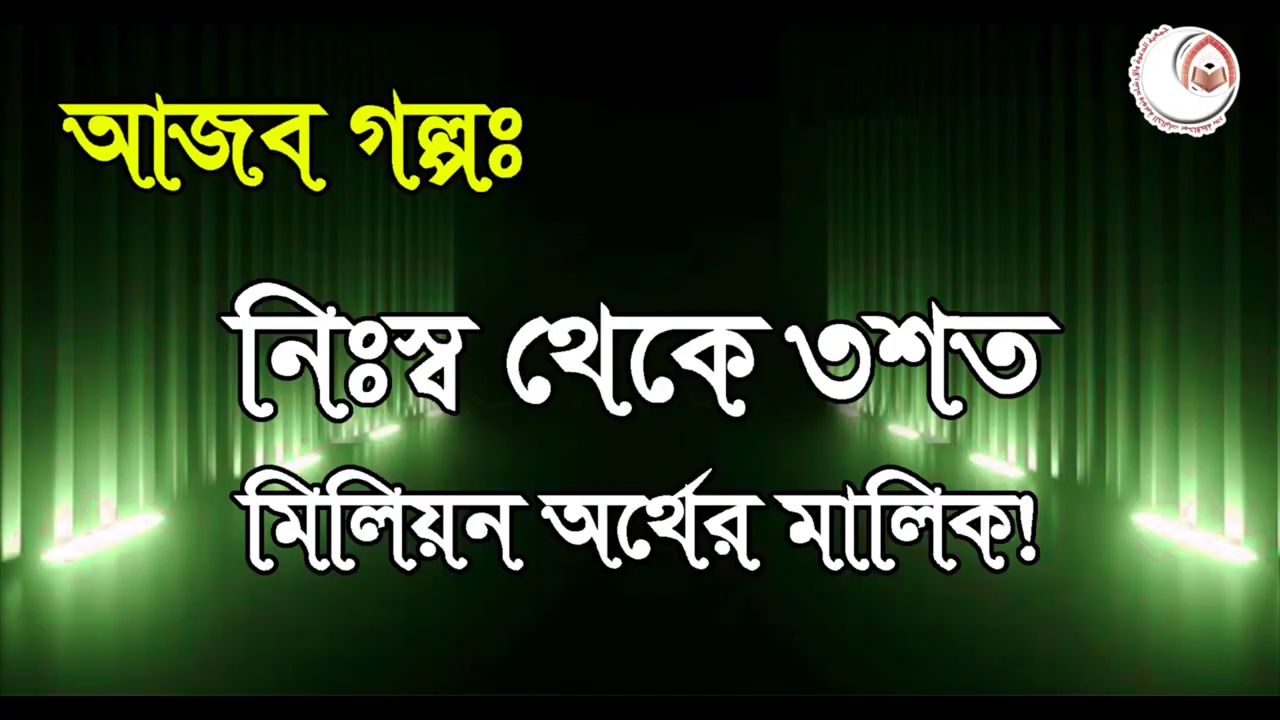 আজব গল্পঃ
নিঃস্ব থেকে ৩শত
মিলিয়ন অর্থের মালিক!